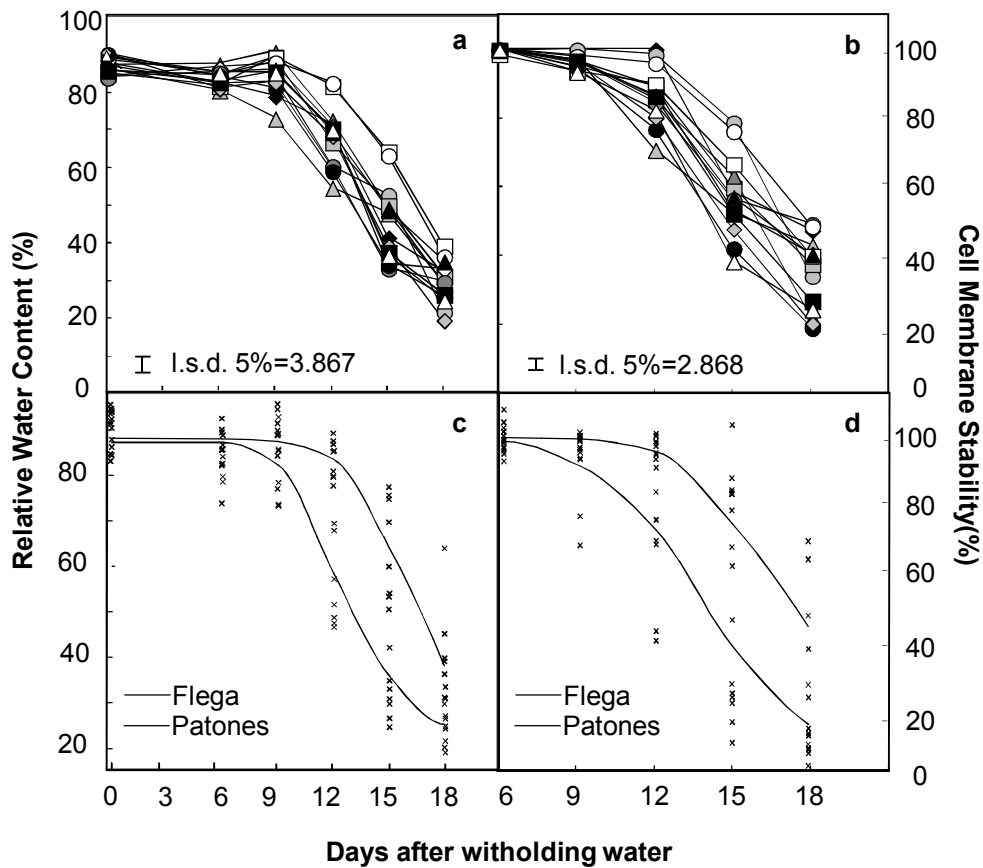 100
80
60
40
20
0
a
l.s.d. 5%=3.867
b
l.s.d. 5%=2.868
100
80
60
40
20
0
Relative Water Content (%)
Cell Membrane Stability(%)
80
60
40
20
c
Flega
Patones
d
Flega
Patones
100
80
60
40
20
0
0 3 6 9 12 15 18 6 9 12 15 18
Days after witholding water